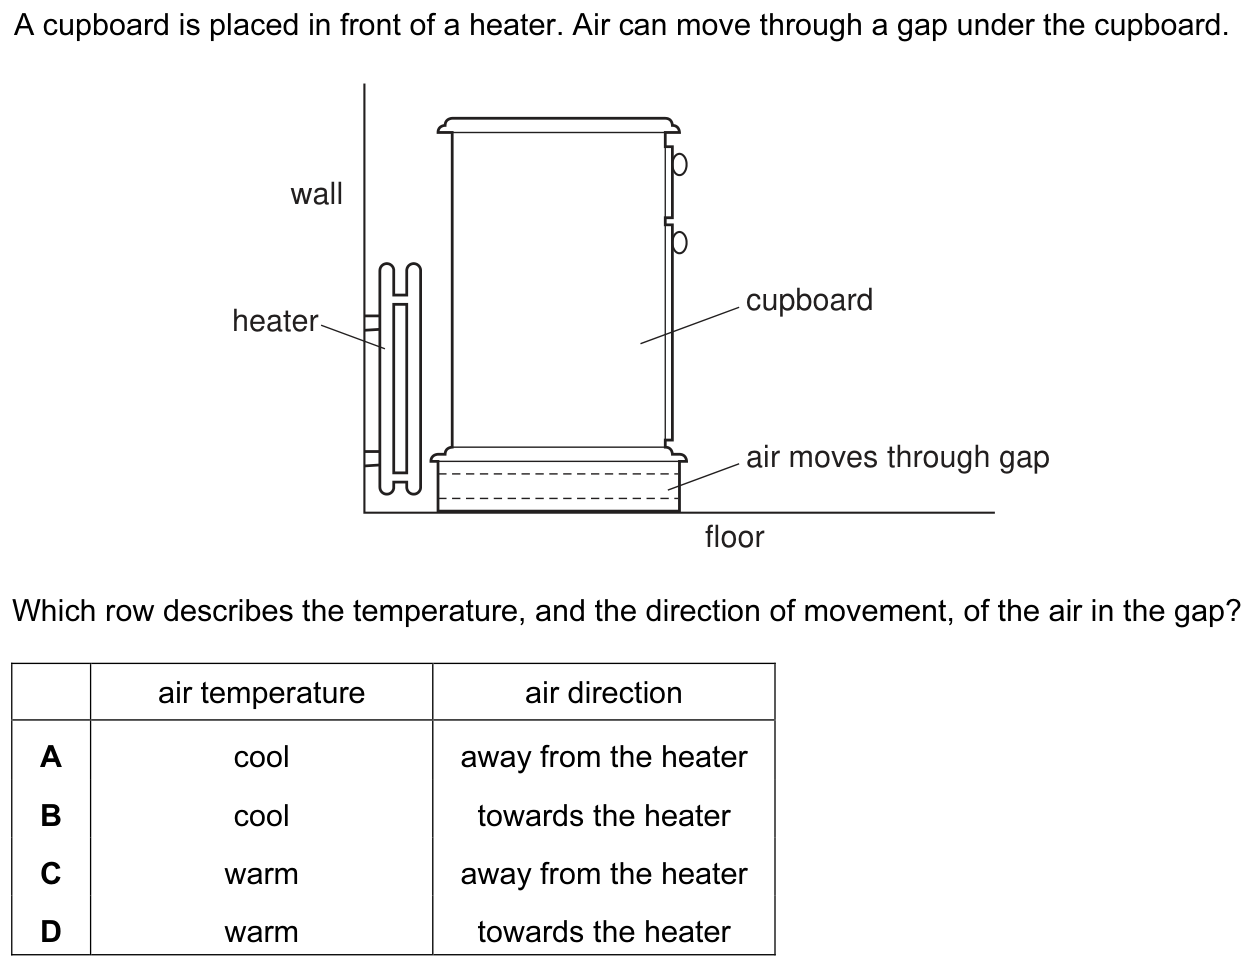 A cupboard is placed in front of a heater. Air can move through a gap under the cupboard.
wall
heater
cupboard
air moves through gap
floor
Which row describes the temperature, and the direction of movement, of the air in the gap?
air temperature air direction
A cool away from the heater
B cool towards the heater
C warm away from the heater
D warm towards the heater